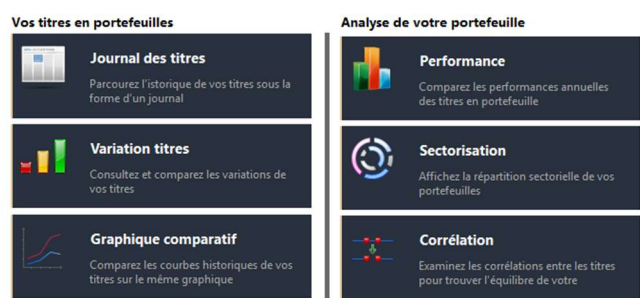 Vos titres en portefeuilles
Journal des titres
Parcourez l'istorique de vos titres sous la
forme d'un journal
Variation titres
Consultez et comparez les variations de
vos titres
Graphique comparatif
Comparez les courbes historiques de vos
titres sur le même graphique
Analyse de votre portefeuille
Performance
Comparez les performances annuelles
des titres en portefeuille
Sectorisation
Affichez la répartition sectorielle de vos
portefeuilles
Corrélation
Examinez les corrélations entre les titres
pour trouver l'équilibre de votre